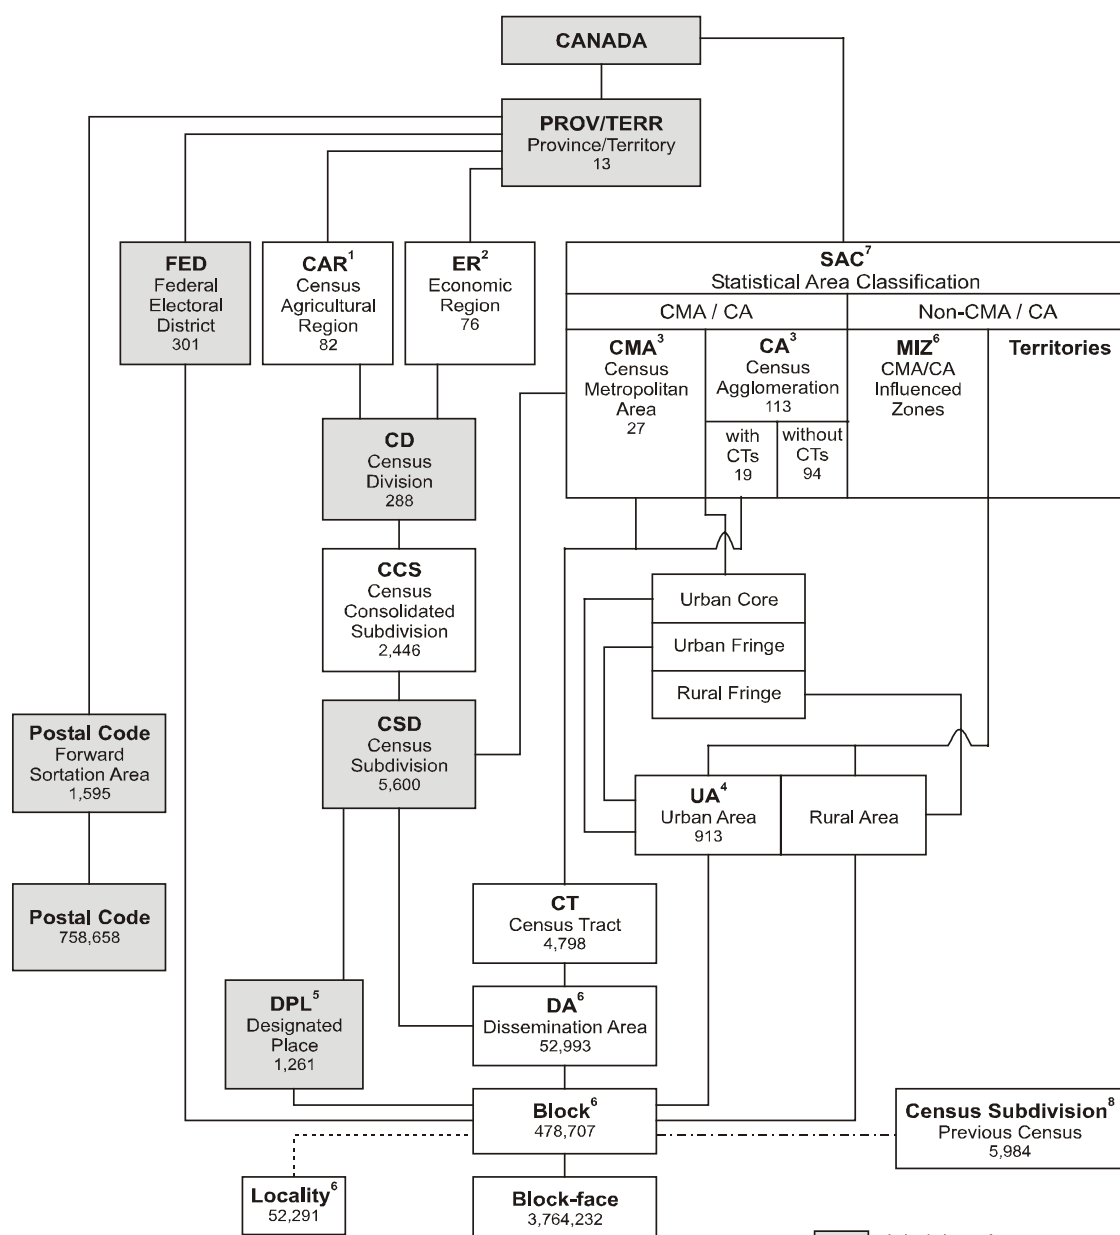 CANADA
PROV/TERR
Province/Territory
13
FED
Federal
Electoral
District
301
CAR1
Census
Agricultural
Region
82
ER2
Economic
Region
76
SAC7
Statistical Area Classification
CMA / CA
Non-CMA / CA
CMA3
Census
Metropolitan
Area
27
CA3
Census
Agglomeration
113
with
CTs
19
without
CTs
94
MIZ6
CMA/CA
Influenced
Zones
Territories
CD
Census
Division
288
CCS
Census
Consolidated
Subdivision
2,446
Urban Core
Urban Fringe
Rural Fringe
Postal Code
Forward
Sortation Area
1,595
CSD
Census
Subdivision
5,600
UA4
Urban Area
913
Rural Area
Postal Code
758,658
CT
Census Tract
4,798
DPL5
Designated
Place
1,261
DA6
Dissemination Area
52,993
Block6
478,707
Census Subdivision8
Previous Census
5,984
Locality6
52,291
Block-face
3,764,232